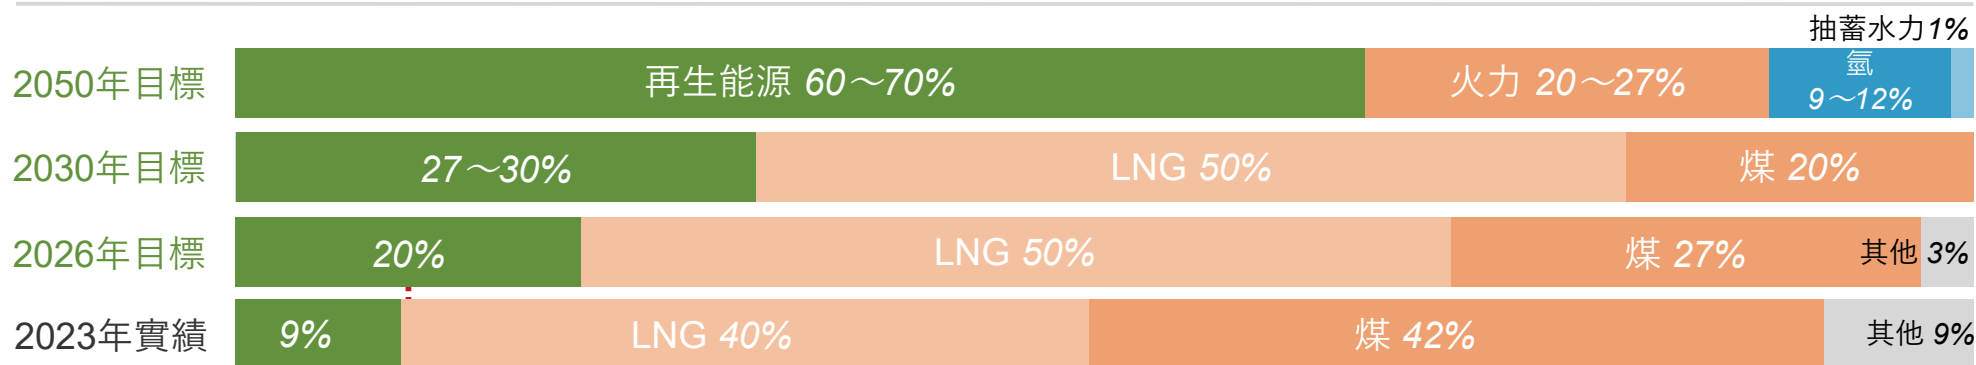 抽蓄水力1%
2050年目標 再生能源 60～70% 火力 20～27% 氫
9～12%
2030年目標 27～30% LNG 50% 煤 20%
2026年目標 20% LNG 50% 煤 27% 其他 3%
2023年實績 9% LNG 40% 煤 42% 其他 9%